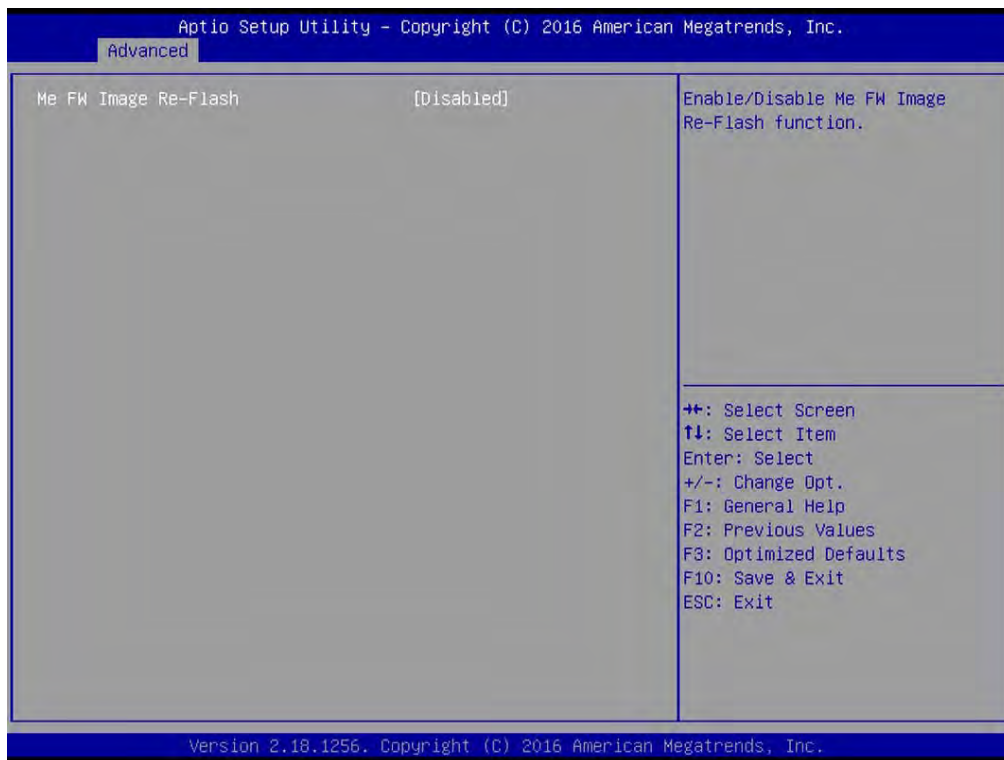 Aptio Setup Utility – Copyright (C) 2016 American Megatrends, Inc.
Advanced
Me FW Image Re-Flash [Disabled]
Enable/Disable Me FW Image
Re-Flash function.
→←: Select Screen
↑↓: Select Item
Enter: Select
+/-: Change Opt.
F1: General Help
F2: Previous Values
F3: Optimized Defaults
F10: Save & Exit
ESC: Exit
Version 2.18.1256. Copyright (C) 2016 American Megatrends, Inc.